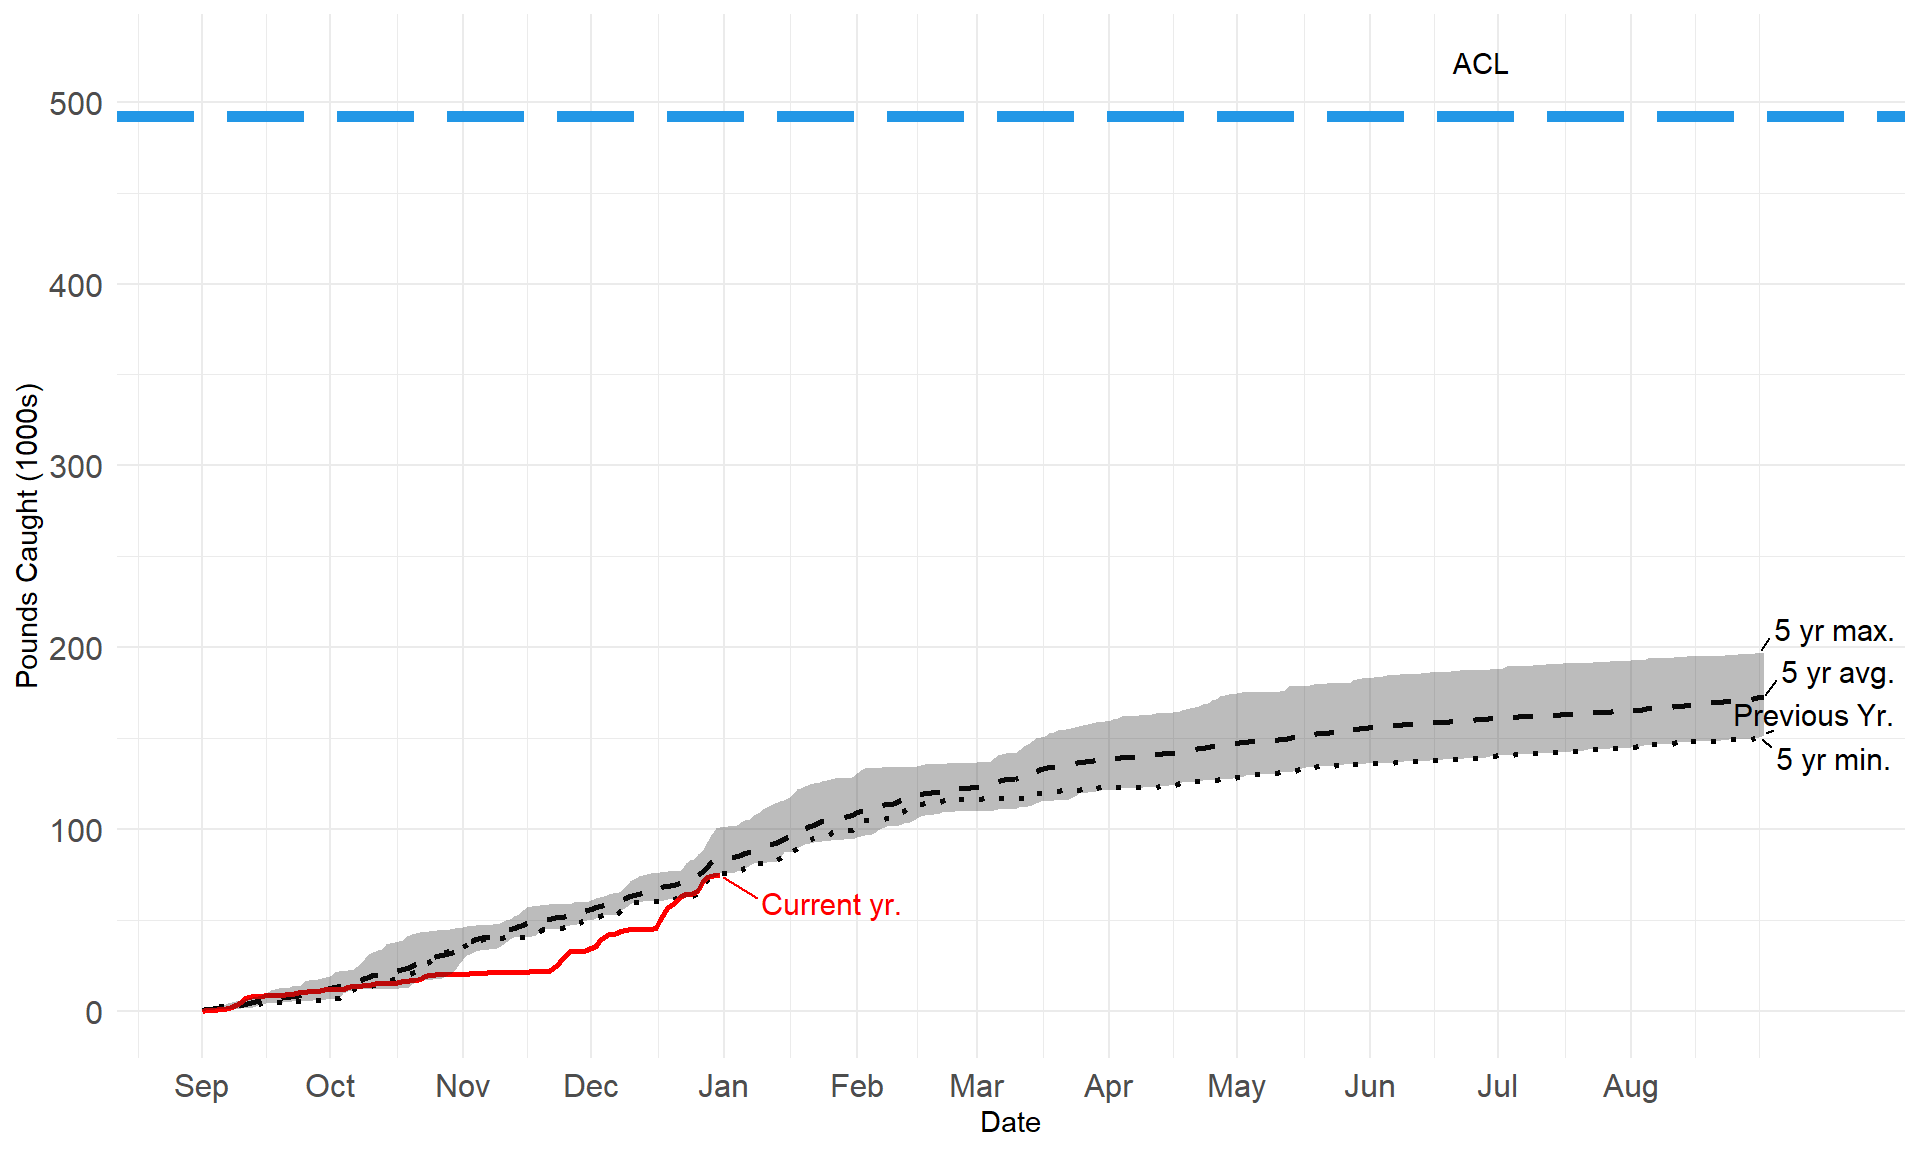 ACL
500
400
300
200
100
0
Pounds Caught (1000s)
5 yr max.
5 yr avg.
Previous Yr.
5 yr min.
Current yr.
Sep Oct Nov Dec Jan Feb Mar Apr May Jun Jul Aug
Date